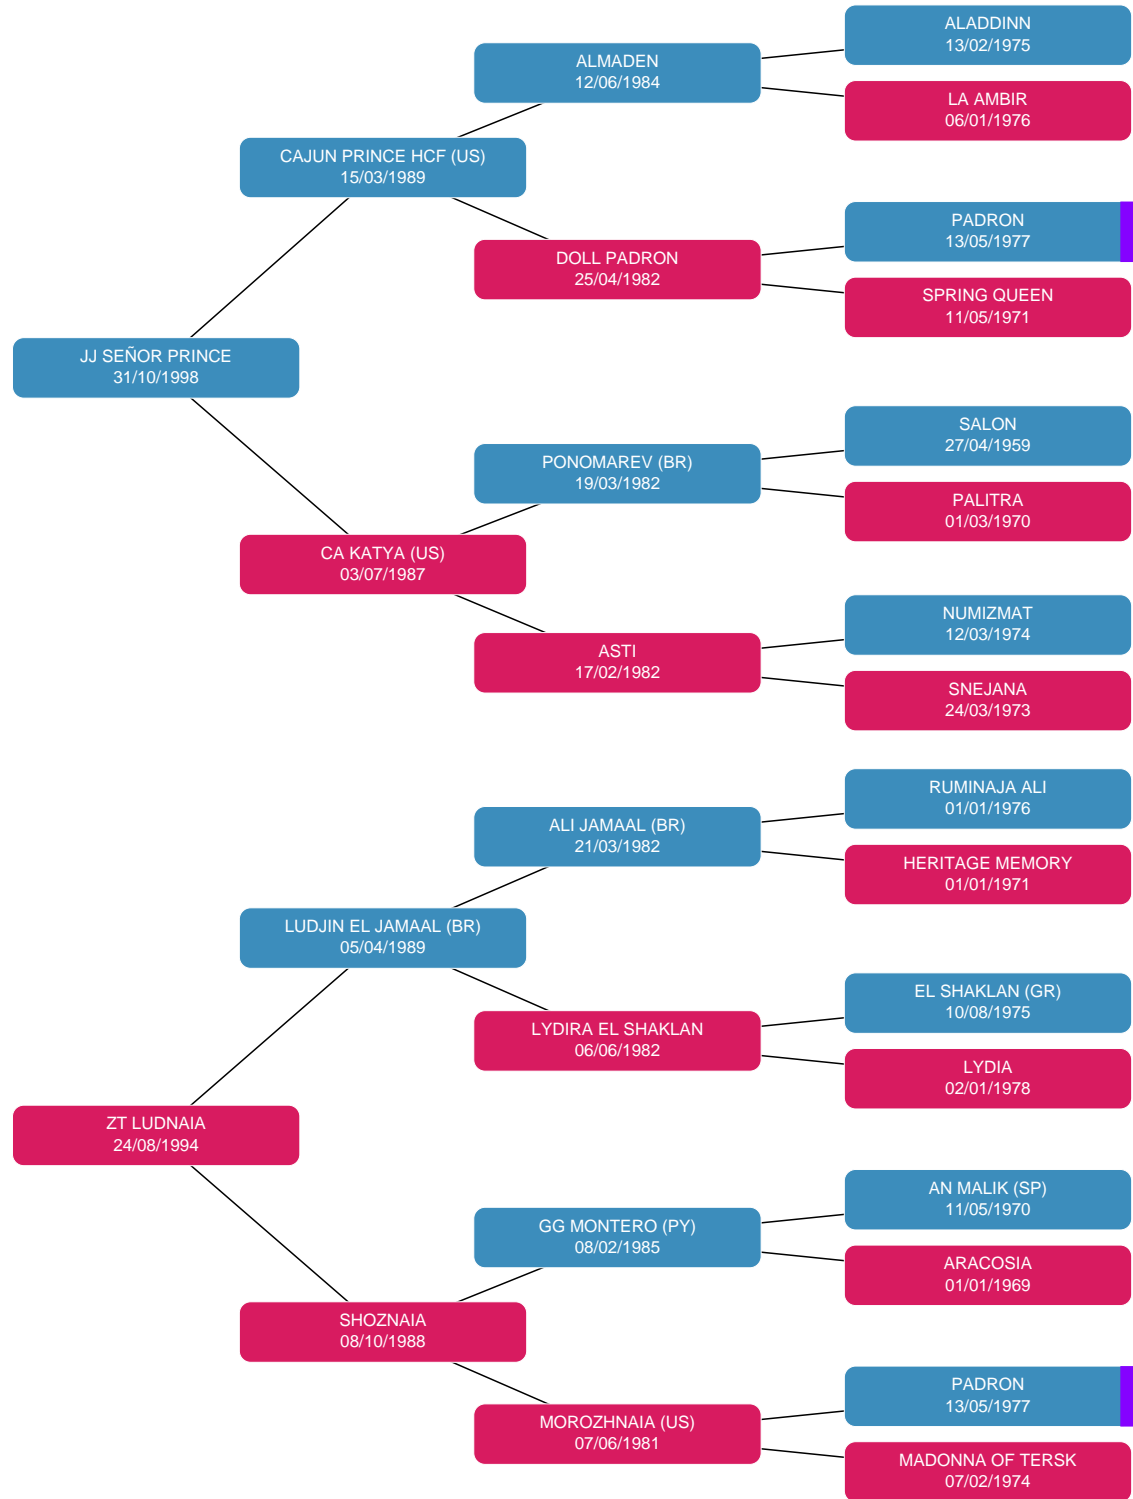 ALADDINN
13/02/1975
ALMADEN
12/06/1984
LA AMBIR
06/01/1976
CAJUN PRINCE HCF (US)
15/03/1989
PADRON
13/05/1977
DOLL PADRON
25/04/1982
SPRING QUEEN
11/05/1971
JJ SEÑOR PRINCE
31/10/1998
SALON
27/04/1959
PONOMAREV (BR)
19/03/1982
PALITRA
01/03/1970
CA KATYA (US)
03/07/1987
NUMIZMAT
12/03/1974
ASTI
17/02/1982
SNEJANA
24/03/1973
RUMINAJA ALI
01/01/1976
ALI JAMAAL (BR)
21/03/1982
HERITAGE MEMORY
01/01/1971
LUDJIN EL JAMAAL (BR)
05/04/1989
EL SHAKLAN (GR)
10/08/1975
LYDIRA EL SHAKLAN
06/06/1982
LYDIA
02/01/1978
ZT LUDNAIA
24/08/1994
AN MALIK (SP)
11/05/1970
GG MONTERO (PY)
08/02/1985
ARACOSIA
01/01/1969
SHOZNAIA
08/10/1988
PADRON
13/05/1977
MOROZHNAIA (US)
07/06/1981
MADONNA OF TERSK
07/02/1974